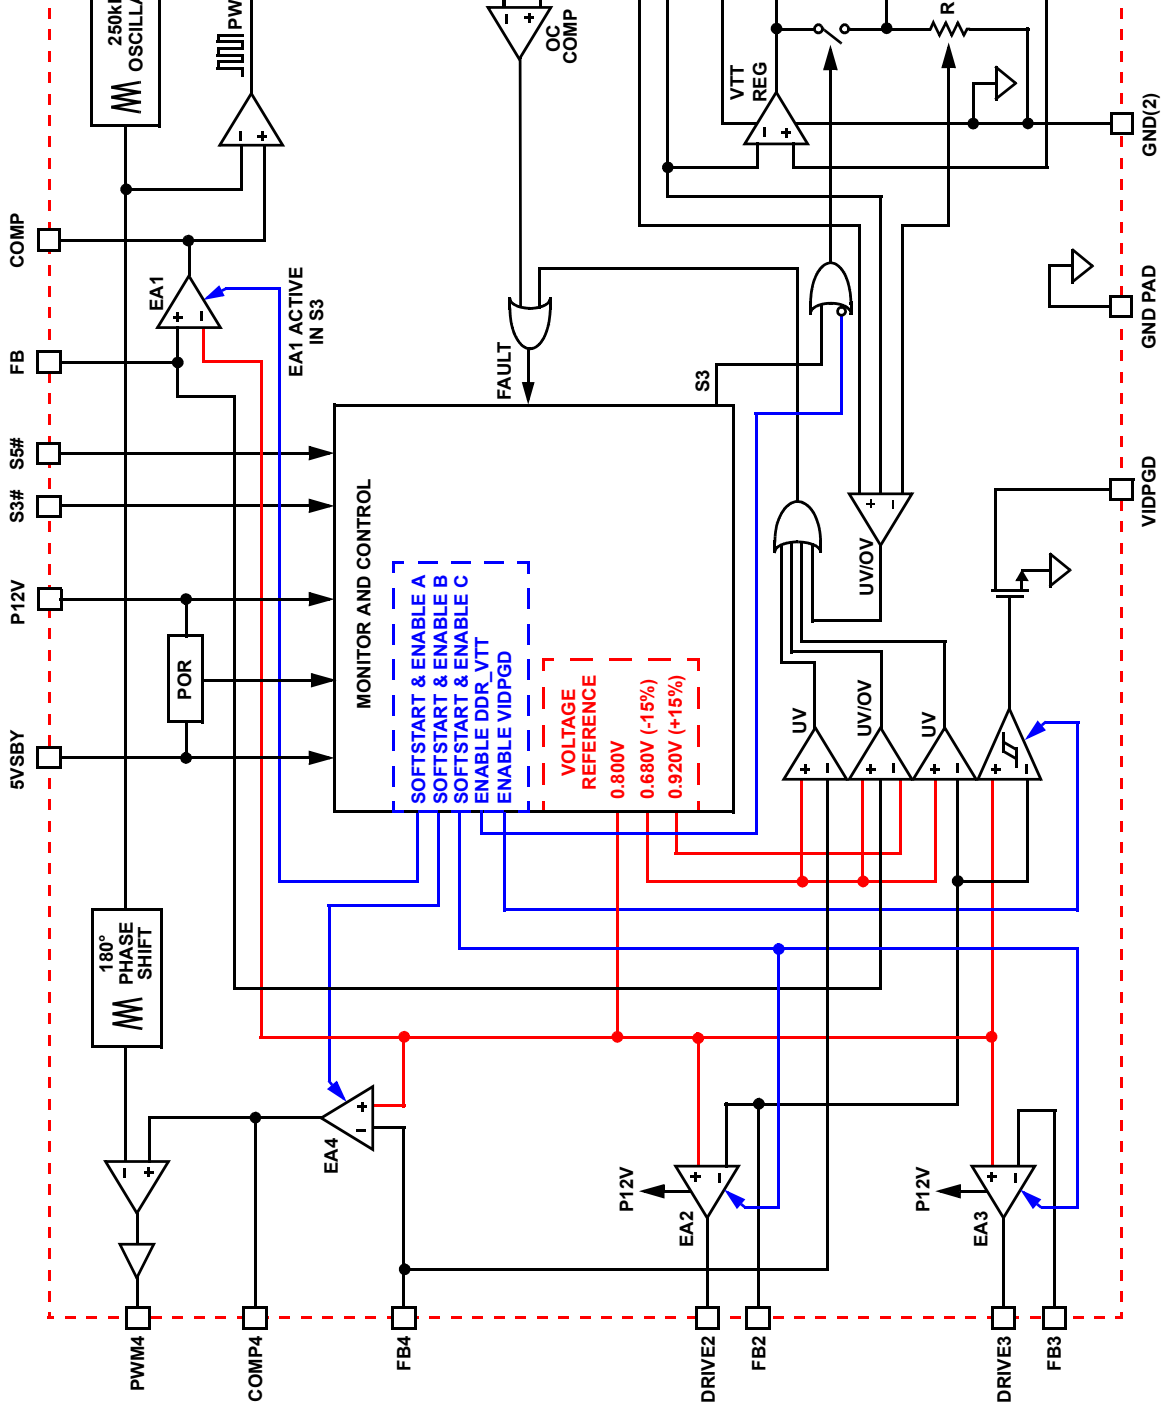 250k
OSCILLA
PW
OC
COMP
R
VTT
REG
- +
- +
- +
GND(2)
COMP
EA1
+ -
EA1 ACTIVE
IN S3
FB
GND PAD
FAULT
S3
S5#
S3#
VIDPGD
P12V
POR
5VSBY
MONITOR AND CONTROL
SOFTSTART & ENABLE A
SOFTSTART & ENABLE B
SOFTSTART & ENABLE C
ENABLE DDR_VTT
ENABLE VIDPGD
VOLTAGE
REFERENCE
0.800V
0.680V (-15%)
0.920V (+15%)
+ -
UV/OV
UV
UV/OV
UV
+ -
+ -
+ -
+ -
180°
PHASE
SHIFT
- +
EA4
- +
P12V
+ -
EA2
P12V
+ -
EA3
PWM4
COMP4
FB4
DRIVE2
FB2
DRIVE3
FB3